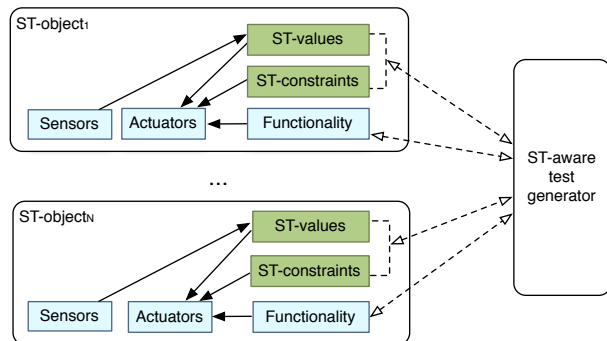 ST-object1
ST-values
ST-constraints
Sensors
Actuators
Functionality
...
ST-objectN
ST-values
ST-constraints
Sensors
Actuators
Functionality
ST-aware
test
generator